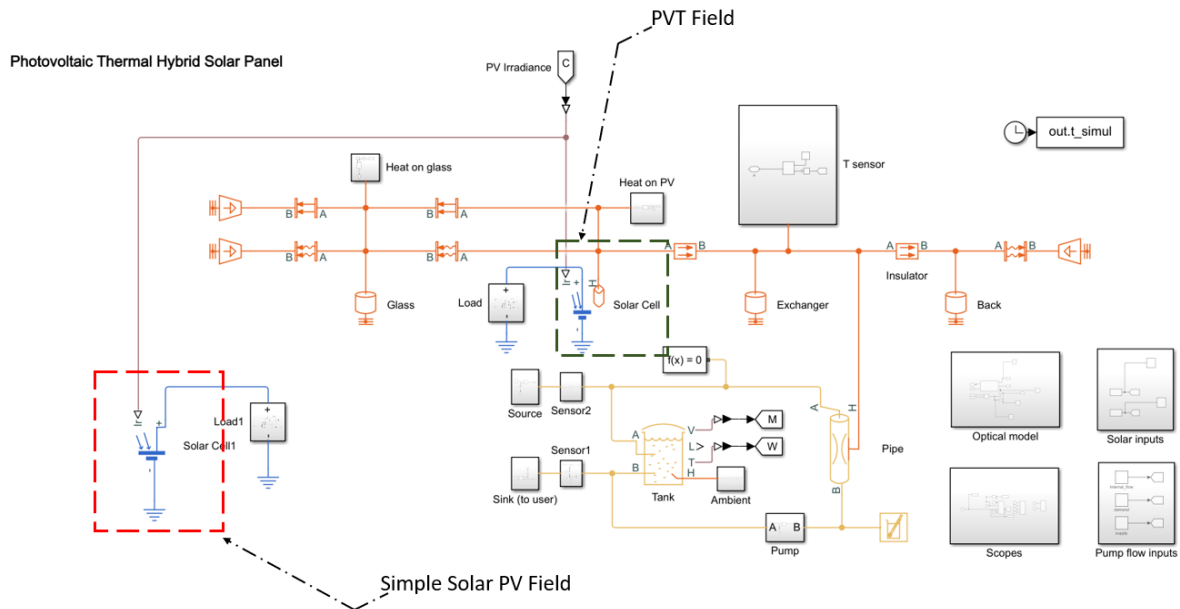 PVT Field
Photovoltaic Thermal Hybrid Solar Panel
PV Irradiance
C
out.t_simul
Heat on glass
T sensor
Heat on PV
B A
B A
B A
B A
A B
A B
A B
Insulator
Ir + H
Load +
Solar Cell
-
Glass
Exchanger
Back
f(x) = 0
Source
Sensor2
A H
Ir +
Load1 +
Solar Cell1
-
A V M
L> W
B T
H
Sensor1
Sink (to user)
Tank
Ambient
Pipe
B
A B
Pump
Optical model
Solar inputs
Scopes
Pump flow inputs
Simple Solar PV Field